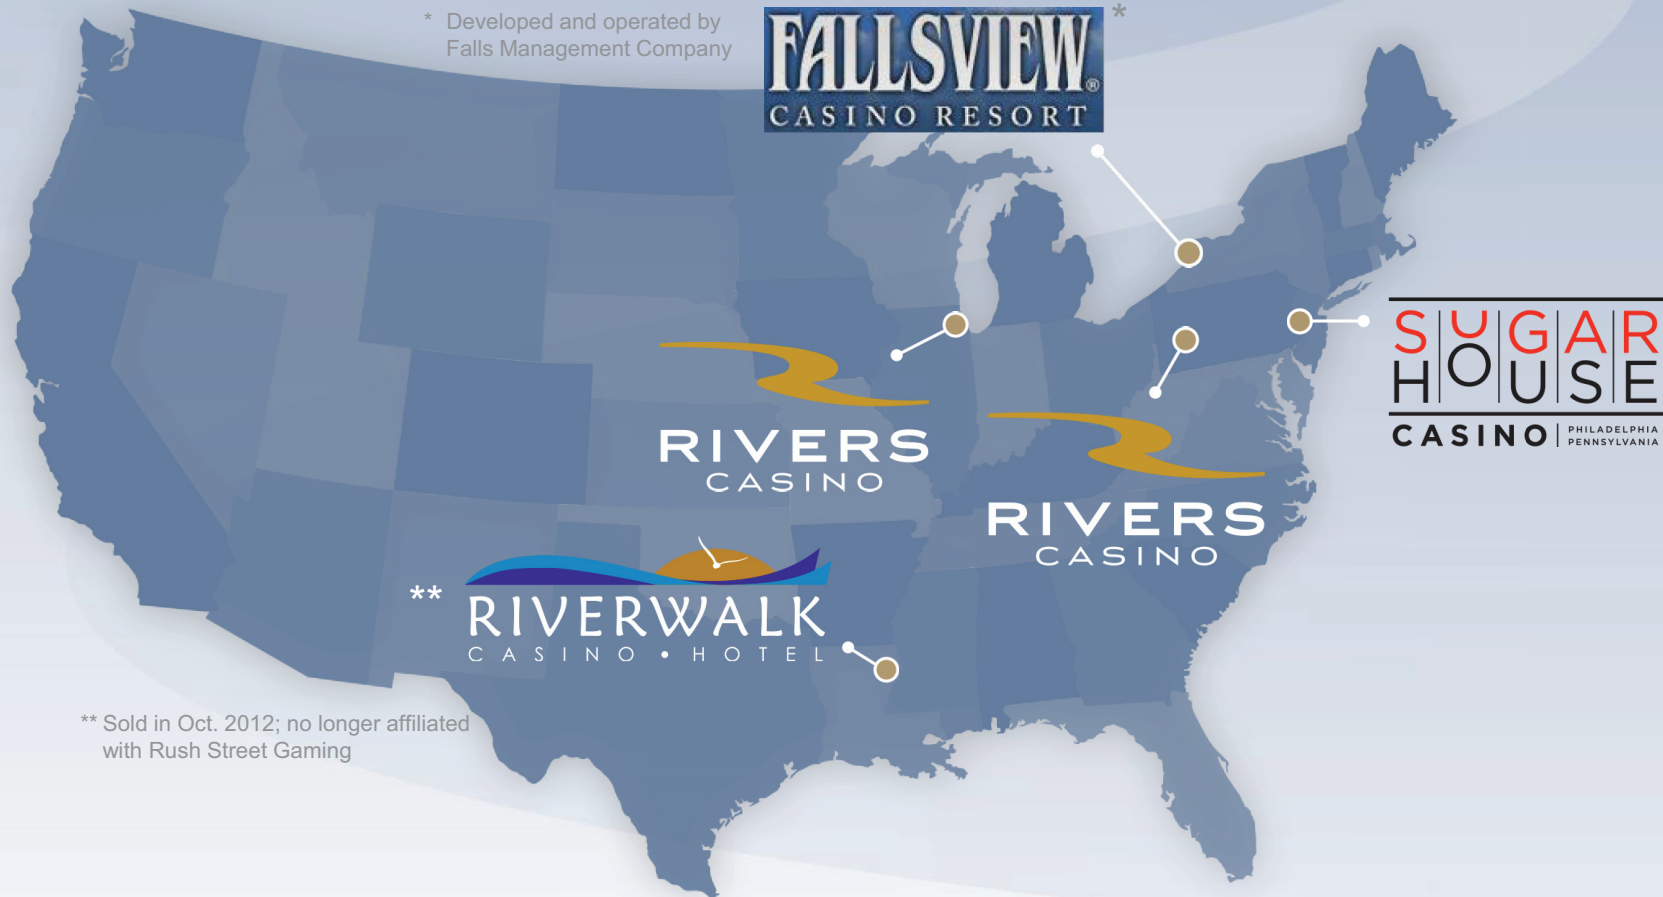 * Developed and operated by
Falls Management Company
FALLSVIEW® *
CASINO RESORT
SUGAR
HOUSE
CASINO | PHILADELPHIA
PENNSYLVANIA
RIVERS
CASINO
RIVERS
CASINO
** RIVERWALK
CASINO • HOTEL
** Sold in Oct. 2012; no longer affiliated
with Rush Street Gaming